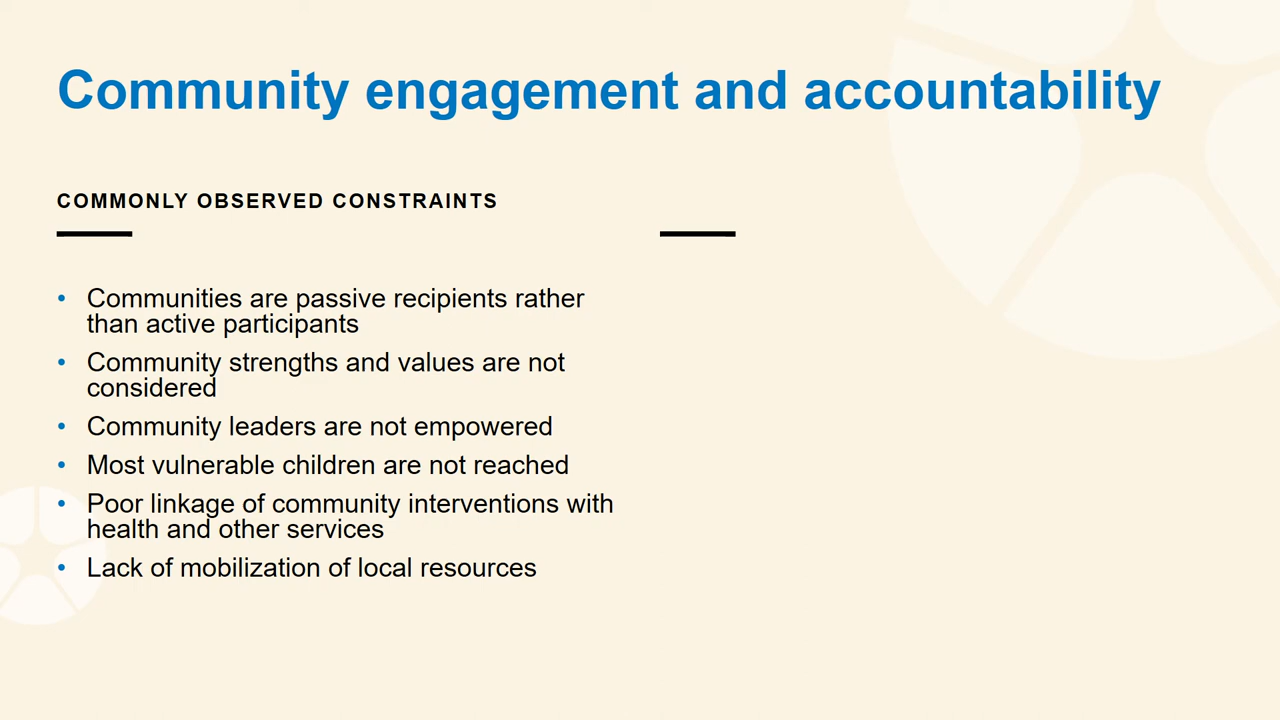 Community engagement and accountability
COMMONLY OBSERVED CONSTRAINTS
• Communities are passive recipients rather
than active participants
• Community strengths and values are not
considered
• Community leaders are not empowered
• Most vulnerable children are not reached
• Poor linkage of community interventions with
health and other services
• Lack of mobilization of local resources